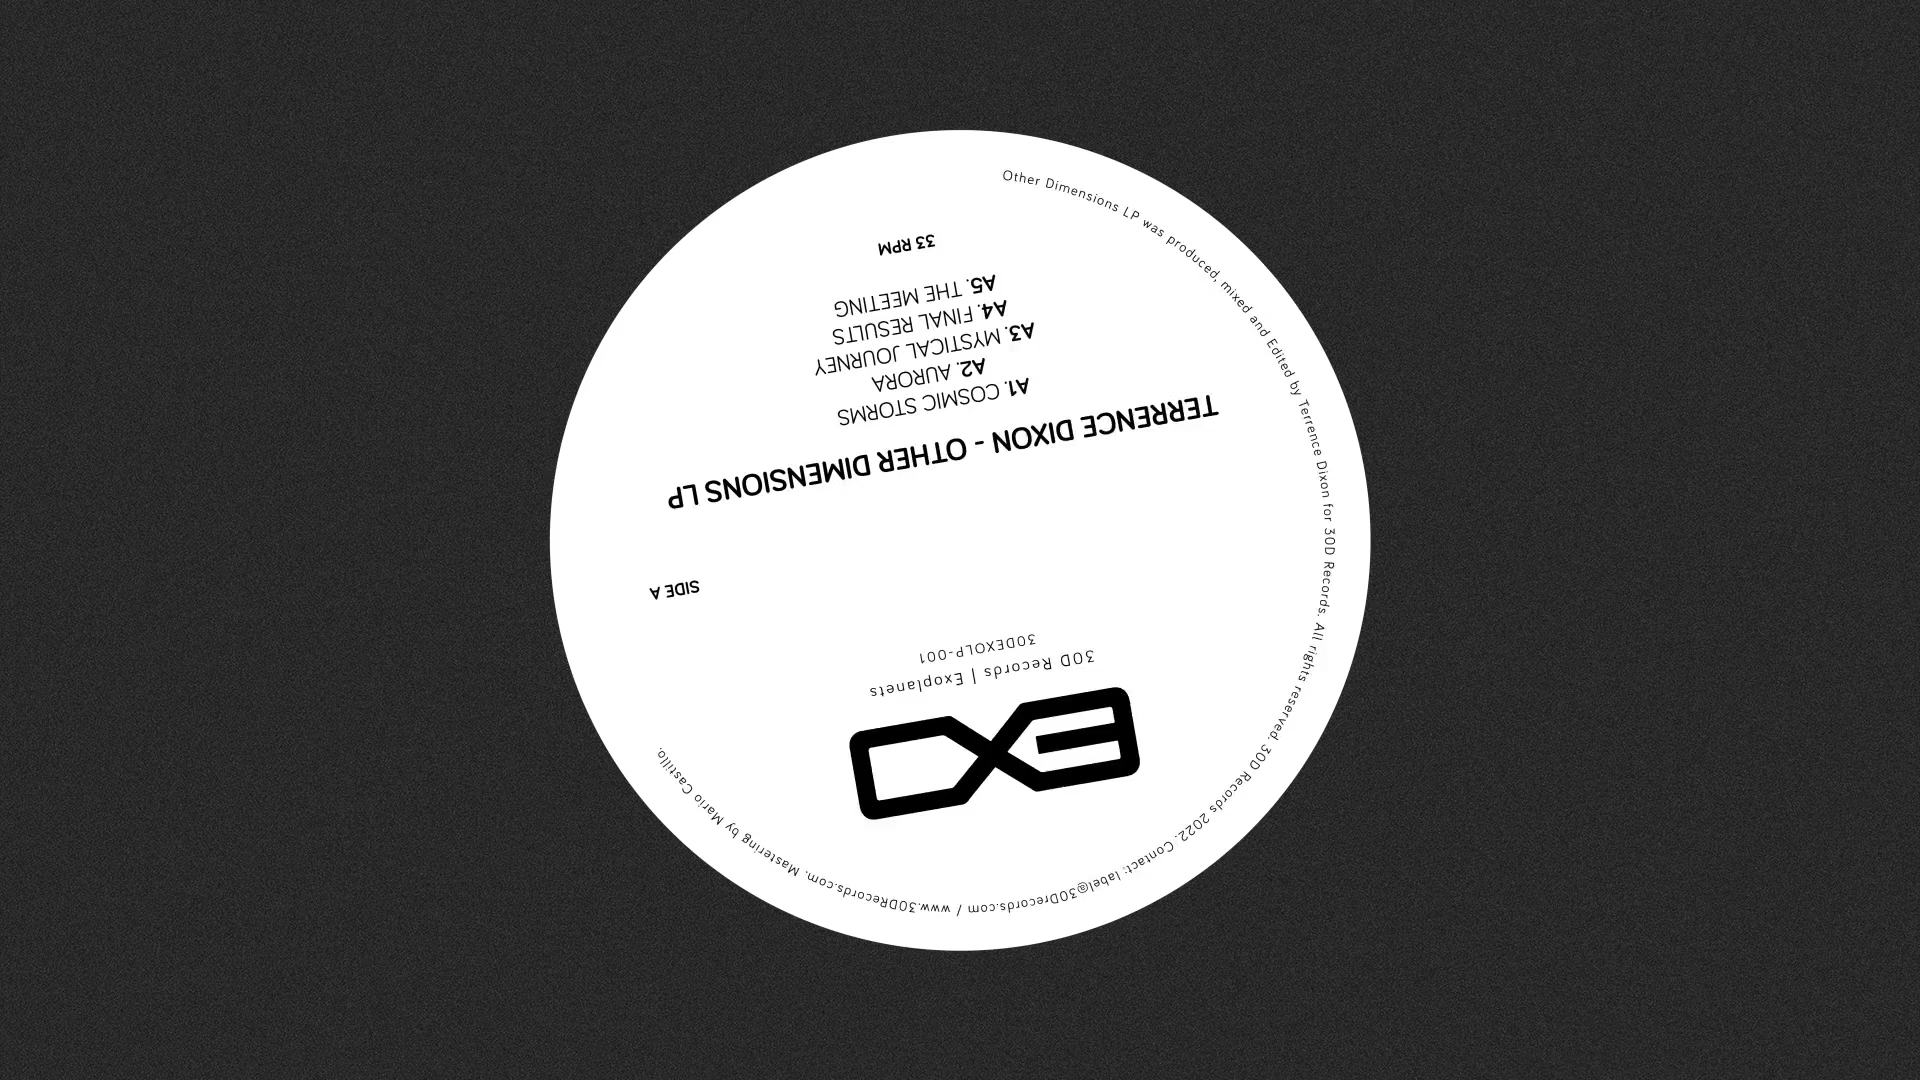 EXO
30D Records | Exoplanets
30DEXOLP-001
SIDE A
TERRENCE DIXON - OTHER DIMENSIONS LP
A1. COSMIC STORMS
A2. AURORA
A3. MYSTICAL JOURNEY
A4. FINAL RESULTS
A5. THE MEETING
33 RPM
Other Dimensions LP was produced, mixed and Edited by Terrence Dixon for 30D Records. All rights reserved. 30D Records 2022. Contact: label@30Drecords.com / www.30DRecords.com. Mastering by Mario Castillo.